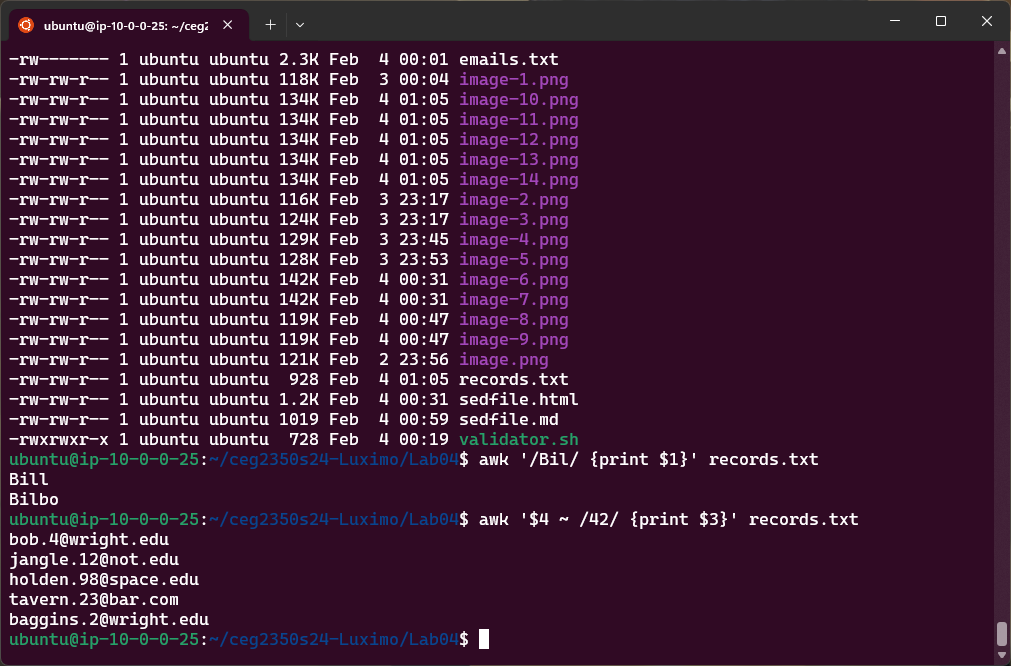 ubuntu@ip-10-0-0-25: ~/ceg2
-rw------- 1 ubuntu ubuntu 2.3K Feb  4 00:01 emails.txt
-rw-rw-r-- 1 ubuntu ubuntu 118K Feb  3 00:04 image-1.png
-rw-rw-r-- 1 ubuntu ubuntu 134K Feb  4 01:05 image-10.png
-rw-rw-r-- 1 ubuntu ubuntu 134K Feb  4 01:05 image-11.png
-rw-rw-r-- 1 ubuntu ubuntu 134K Feb  4 01:05 image-12.png
-rw-rw-r-- 1 ubuntu ubuntu 134K Feb  4 01:05 image-13.png
-rw-rw-r-- 1 ubuntu ubuntu 134K Feb  4 01:05 image-14.png
-rw-rw-r-- 1 ubuntu ubuntu 116K Feb  3 23:17 image-2.png
-rw-rw-r-- 1 ubuntu ubuntu 124K Feb  3 23:17 image-3.png
-rw-rw-r-- 1 ubuntu ubuntu 129K Feb  3 23:45 image-4.png
-rw-rw-r-- 1 ubuntu ubuntu 128K Feb  3 23:53 image-5.png
-rw-rw-r-- 1 ubuntu ubuntu 142K Feb  4 00:31 image-6.png
-rw-rw-r-- 1 ubuntu ubuntu 142K Feb  4 00:31 image-7.png
-rw-rw-r-- 1 ubuntu ubuntu 119K Feb  4 00:47 image-8.png
-rw-rw-r-- 1 ubuntu ubuntu 119K Feb  4 00:47 image-9.png
-rw-rw-r-- 1 ubuntu ubuntu 121K Feb  2 23:56 image.png
-rw-rw-r-- 1 ubuntu ubuntu  928 Feb  4 01:05 records.txt
-rw-rw-r-- 1 ubuntu ubuntu 1.2K Feb  4 00:31 sedfile.html
-rw-rw-r-- 1 ubuntu ubuntu 1019 Feb  4 00:59 sedfile.md
-rwxrwxr-x 1 ubuntu ubuntu  728 Feb  4 00:19 validator.sh
ubuntu@ip-10-0-0-25:~/ceg2350s24-Luximo/Lab04$ awk '/Bil/ {print $1}' records.txt
Bill
Bilbo
ubuntu@ip-10-0-0-25:~/ceg2350s24-Luximo/Lab04$ awk '$4 ~ /42/ {print $3}' records.txt
bob.4@wright.edu
jangle.12@not.edu
holden.98@space.edu
tavern.23@bar.com
baggins.2@wright.edu
ubuntu@ip-10-0-0-25:~/ceg2350s24-Luximo/Lab04$